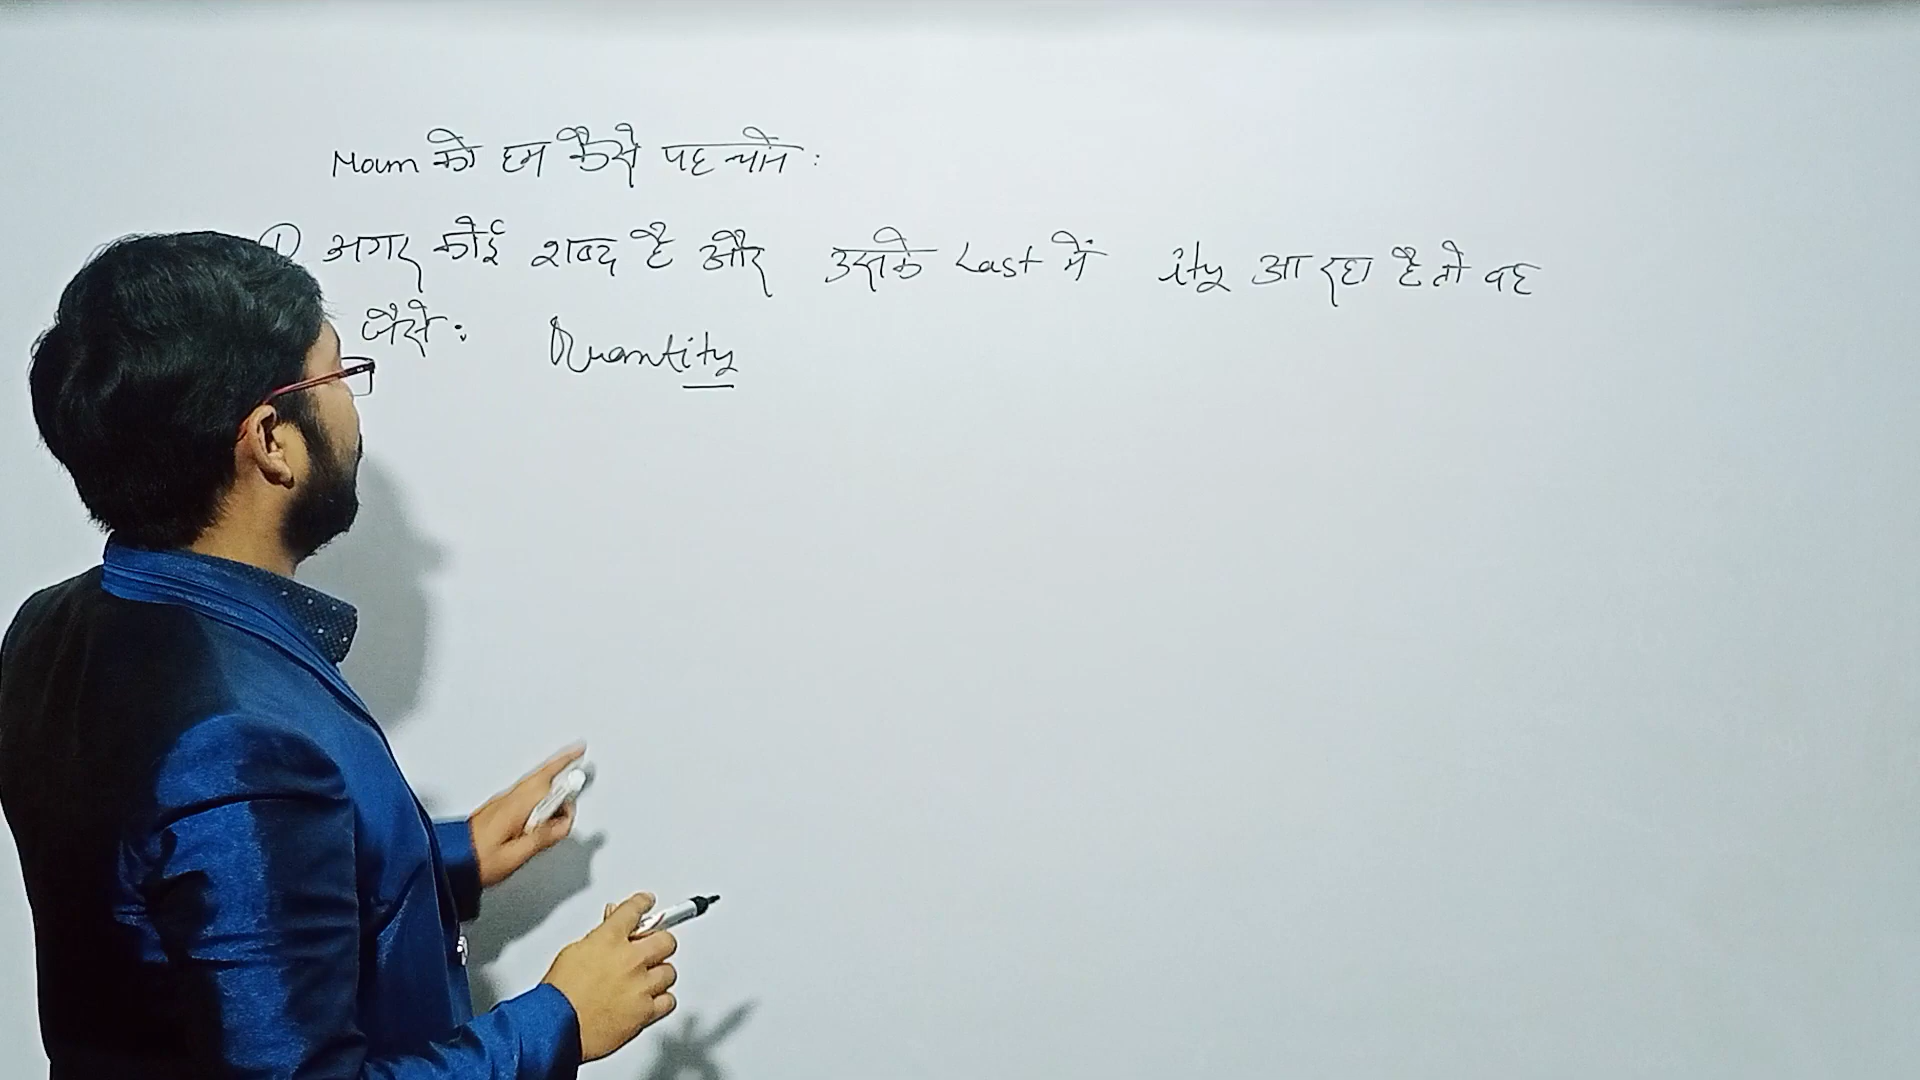 Noun को हम कैसे पहचाने :
① अगर कोई शब्द है और उसके Last में ity आ रहा है तो वह
जैसे : Quantity